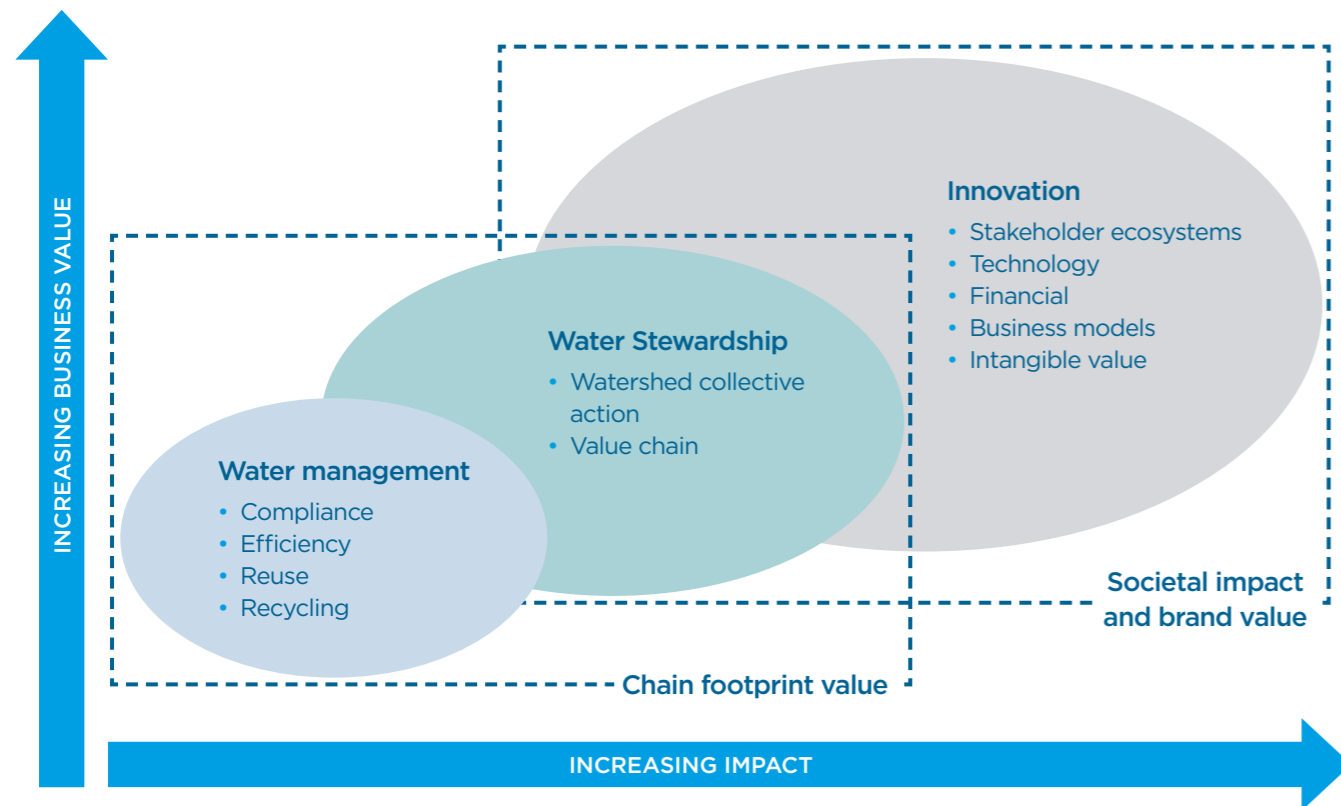 INCREASING BUSINESS VALUE
Innovation
• Stakeholder ecosystems
• Technology
• Financial
• Business models
• Intangible value
Water Stewardship
• Watershed collective
action
• Value chain
Water management
• Compliance
• Efficiency
• Reuse
• Recycling
Societal impact
and brand value
Chain footprint value
INCREASING IMPACT